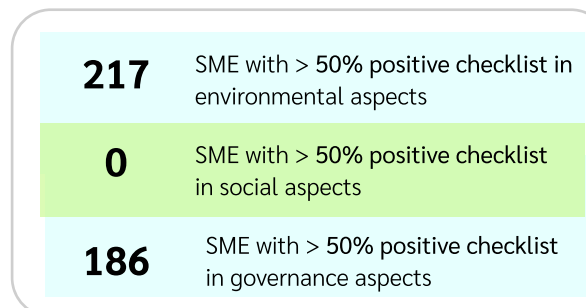 217
SME with > 50% positive checklist in
environmental aspects
0
SME with > 50% positive checklist
in social aspects
186
SME with > 50% positive checklist
in governance aspects